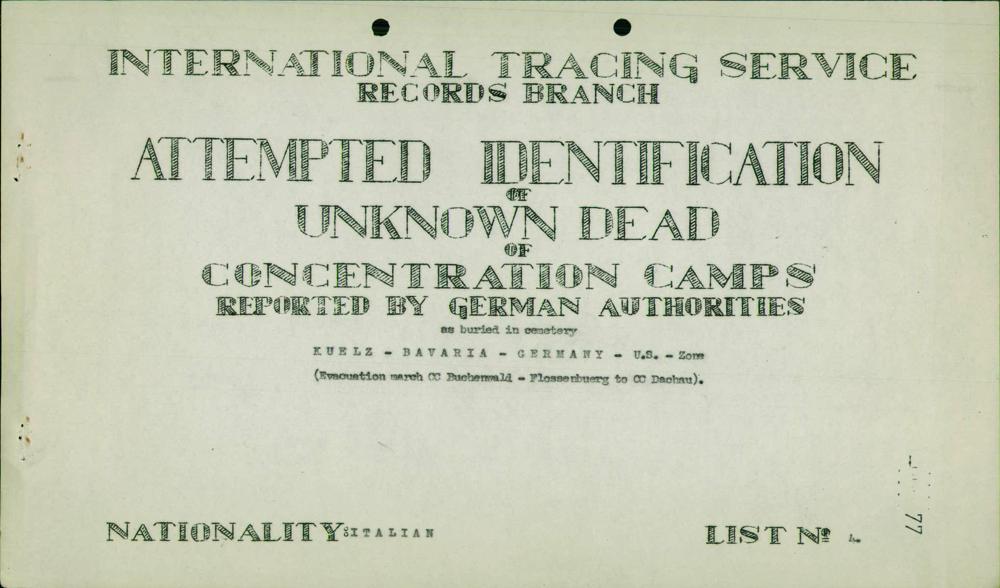 INTERNATIONAL TRACING SERVICE
RECORDS BRANCH
ATTEMPTED IDENTIFICATION
OF
UNKNOWN DEAD
OF
CONCENTRATION CAMPS
REPORTED BY GERMAN AUTHORITIES
as buried in cemetery
KUELZ - BAVARIA - GERMANY - U.S. - Zone
(Evacuation march CC Buchenwald - Flossenbuerg to CC Dachau).
NATIONALITY: ITALIAN
LIST Nº 4.
77